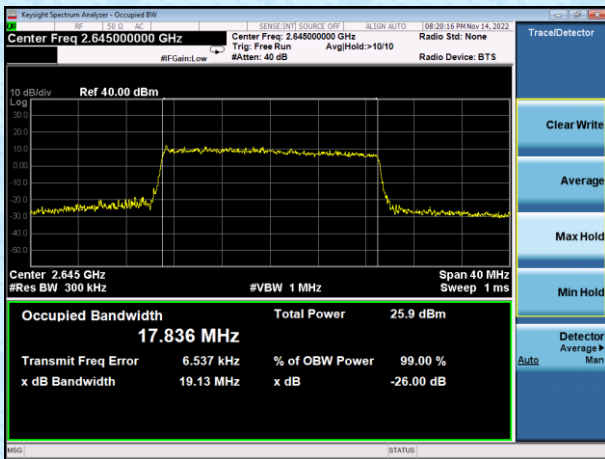 Keysight Spectrum Analyzer - Occupied BW
RF 50 Ω AC SENSE:INT SOURCE OFF ALIGN AUTO 08:20:16 PM Nov 14, 2022
Center Freq 2.645000000 GHz Center Freq: 2.645000000 GHz Radio Std: None Trace/Detector
Trig: Free Run Avg|Hold:>10/10
#IFGain:Low #Atten: 40 dB Radio Device: BTS
10 dB/div Ref 40.00 dBm
Log
30.0
20.0
10.0
0.00
-10.0
-20.0
-30.0
-40.0
-50.0
Center 2.645 GHz Span 40 MHz
#Res BW 300 kHz #VBW 1 MHz Sweep 1 ms
Occupied Bandwidth Total Power 25.9 dBm
17.836 MHz
Transmit Freq Error 6.537 kHz % of OBW Power 99.00 %
x dB Bandwidth 19.13 MHz x dB -26.00 dB
Clear Write
Average
Max Hold
Min Hold
Detector
Average
Auto Man
MSG STATUS